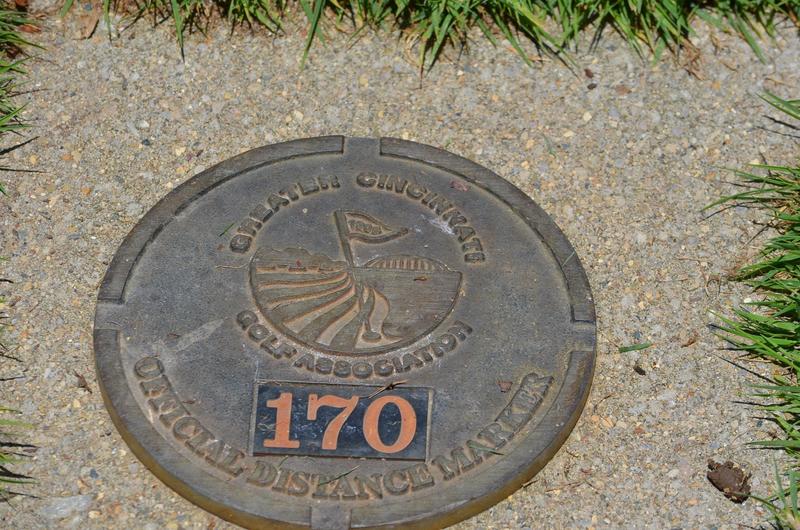 GREATER CINCINNATI
GOLF ASSOCIATION
170
OFFICIAL DISTANCE MARKER